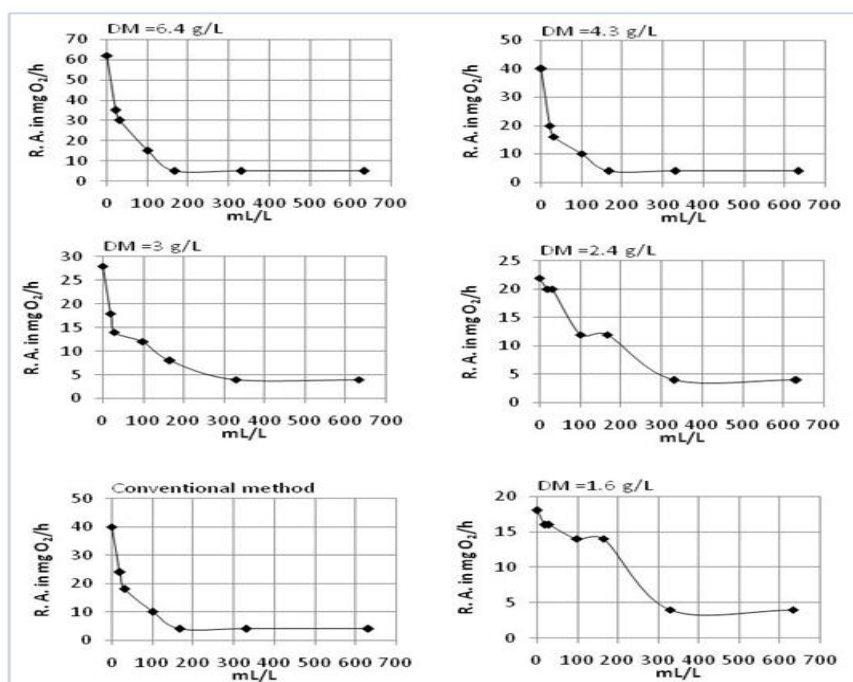 DM =6.4 g/L
R. A. in mg O₂/h
70
60
50
40
30
20
10
0
0 100 200 300 400 500 600 700
mL/L
DM =4.3 g/L
R. A. in mg O₂/h
50
40
30
20
10
0
0 100 200 300 400 500 600 700
mL/L
DM =3 g/L
R. A. in mg O₂/h
30
25
20
15
10
5
0
0 100 200 300 400 500 600 700
mL/L
DM =2.4 g/L
R. A. in mg O₂/h
25
20
15
10
5
0
0 100 200 300 400 500 600 700
mL/L
Conventional method
R. A. in mg O₂/h
50
40
30
20
10
0
0 100 200 300 400 500 600 700
mL/L
DM =1.6 g/L
R. A. in mg O₂/h
20
15
10
5
0
0 100 200 300 400 500 600 700
mL/L